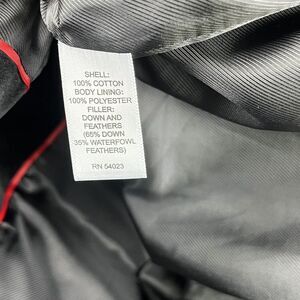 SHELL:
100% COTTON
BODY LINING:
100% POLYESTER
FILLER:
DOWN AND
FEATHERS
(65% DOWN
35% WATERFOWL
FEATHERS)
RN 54023